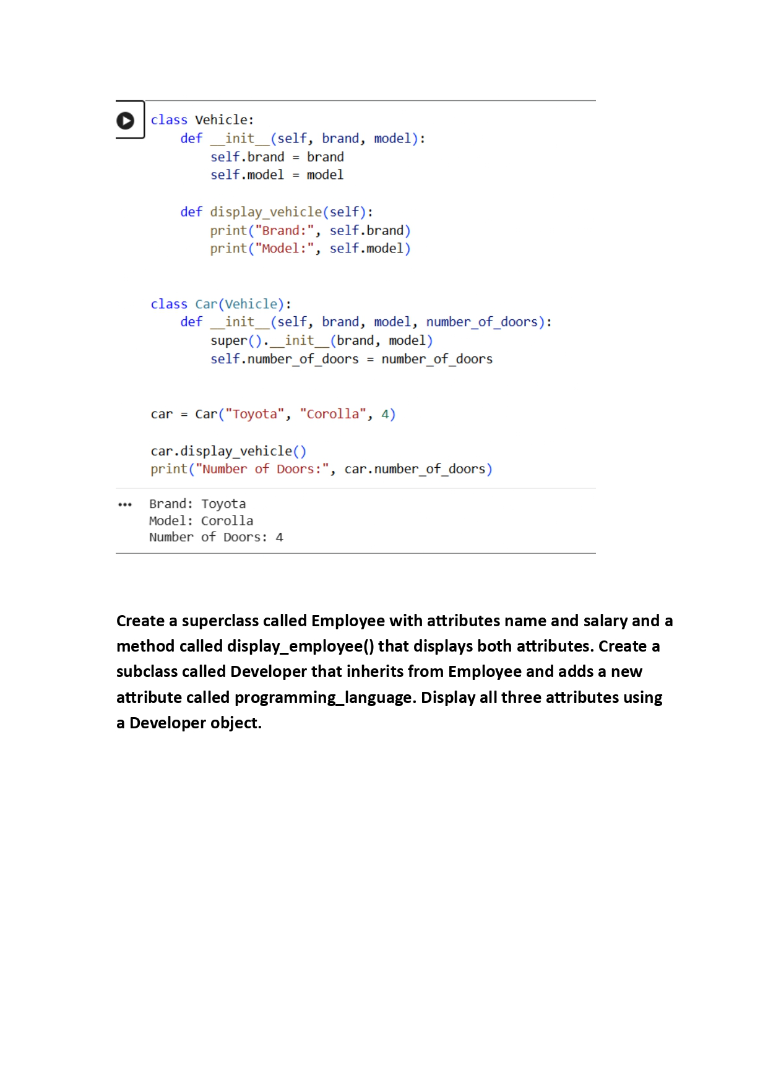 class Vehicle:
    def __init__(self, brand, model):
        self.brand = brand
        self.model = model
    def display_vehicle(self):
        print("Brand:", self.brand)
        print("Model:", self.model)
class Car(Vehicle):
    def __init__(self, brand, model, number_of_doors):
        super().__init__(brand, model)
        self.number_of_doors = number_of_doors
car = Car("Toyota", "Corolla", 4)
car.display_vehicle()
print("Number of Doors:", car.number_of_doors)
Brand: Toyota
Model: Corolla
Number of Doors: 4
Create a superclass called Employee with attributes name and salary and a
method called display_employee() that displays both attributes. Create a
subclass called Developer that inherits from Employee and adds a new
attribute called programming_language. Display all three attributes using
a Developer object.